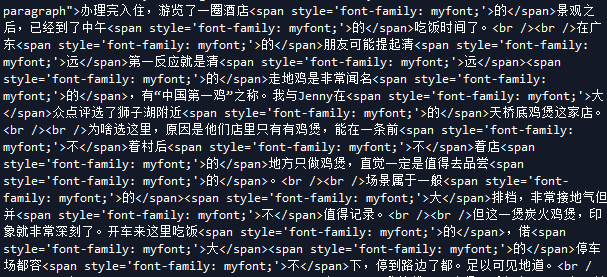 paragraph">办理完入住，游览了一圈酒店<span style='font-family: myfont;'>的</span>景观之
后，已经到了中午<span style='font-family: myfont;'>的</span>吃饭时间了。<br /><br />在广
东<span style='font-family: myfont;'>的</span>朋友可能提起清<span style='font-family:
myfont;'>远</span>第一反应就是清<span style='font-family: myfont;'>远</span><span
style='font-family: myfont;'>的</span>走地鸡是非常闻名<span style='font-family: myfont;'>
的</span>，有“中国第一鸡”之称。我与Jenny在<span style='font-family: myfont;'>大
</span>众点评选了狮子湖附近<span style='font-family: myfont;'>的</span>天桥底鸡煲这家店。
<br /><br />为啥选这里，原因是他们店里只有有鸡煲，能在一条前<span style='font-family:
myfont;'>不</span>着村后<span style='font-family: myfont;'>不</span>着店<span
style='font-family: myfont;'>的</span>地方只做鸡煲，直觉一定是值得去品尝<span
style='font-family: myfont;'>的</span>。<br /><br />场景属于一般<span style='font-family:
myfont;'>的</span><span style='font-family: myfont;'>大</span>排档，非常接地气但
并<span style='font-family: myfont;'>不</span>值得记录。<br /><br />但这一煲炭火鸡煲，印
象就非常深刻了。开车来这里吃饭<span style='font-family: myfont;'>的</span>，偌<span
style='font-family: myfont;'>大</span><span style='font-family: myfont;'>的</span>停车
场都容<span style='font-family: myfont;'>不</span>下，停到路边了都。足以可见地道。<br /